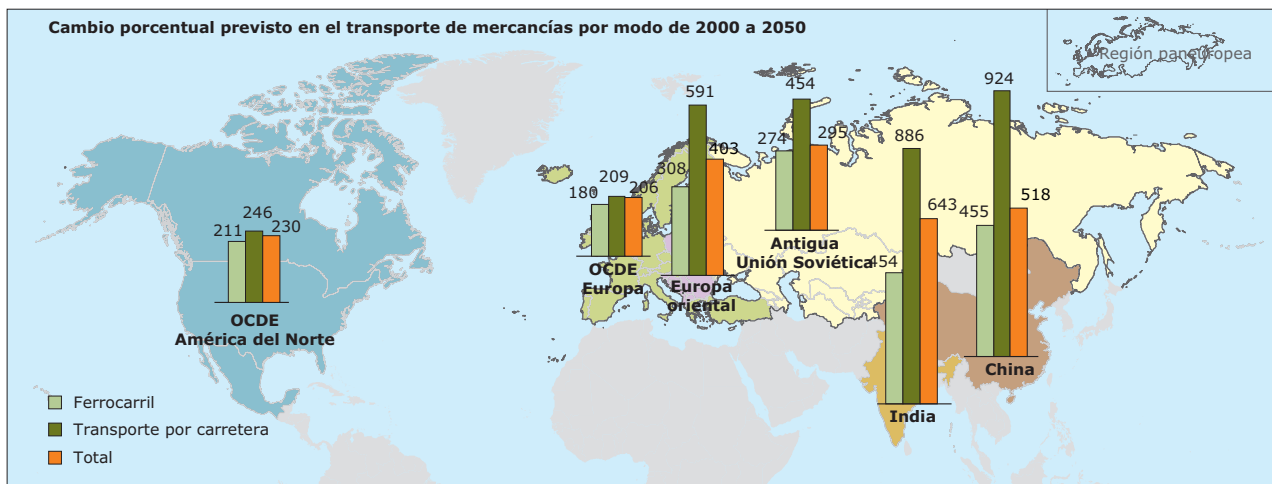 Cambio porcentual previsto en el transporte de mercancías por modo de 2000 a 2050
Región paneuropea
211
246
230
OCDE
América del Norte
180
209
206
OCDE
Europa
308
591
403
Europa
oriental
274
454
295
Antigua
Unión Soviética
454
886
643
India
455
924
518
China
Ferrocarril
Transporte por carretera
Total